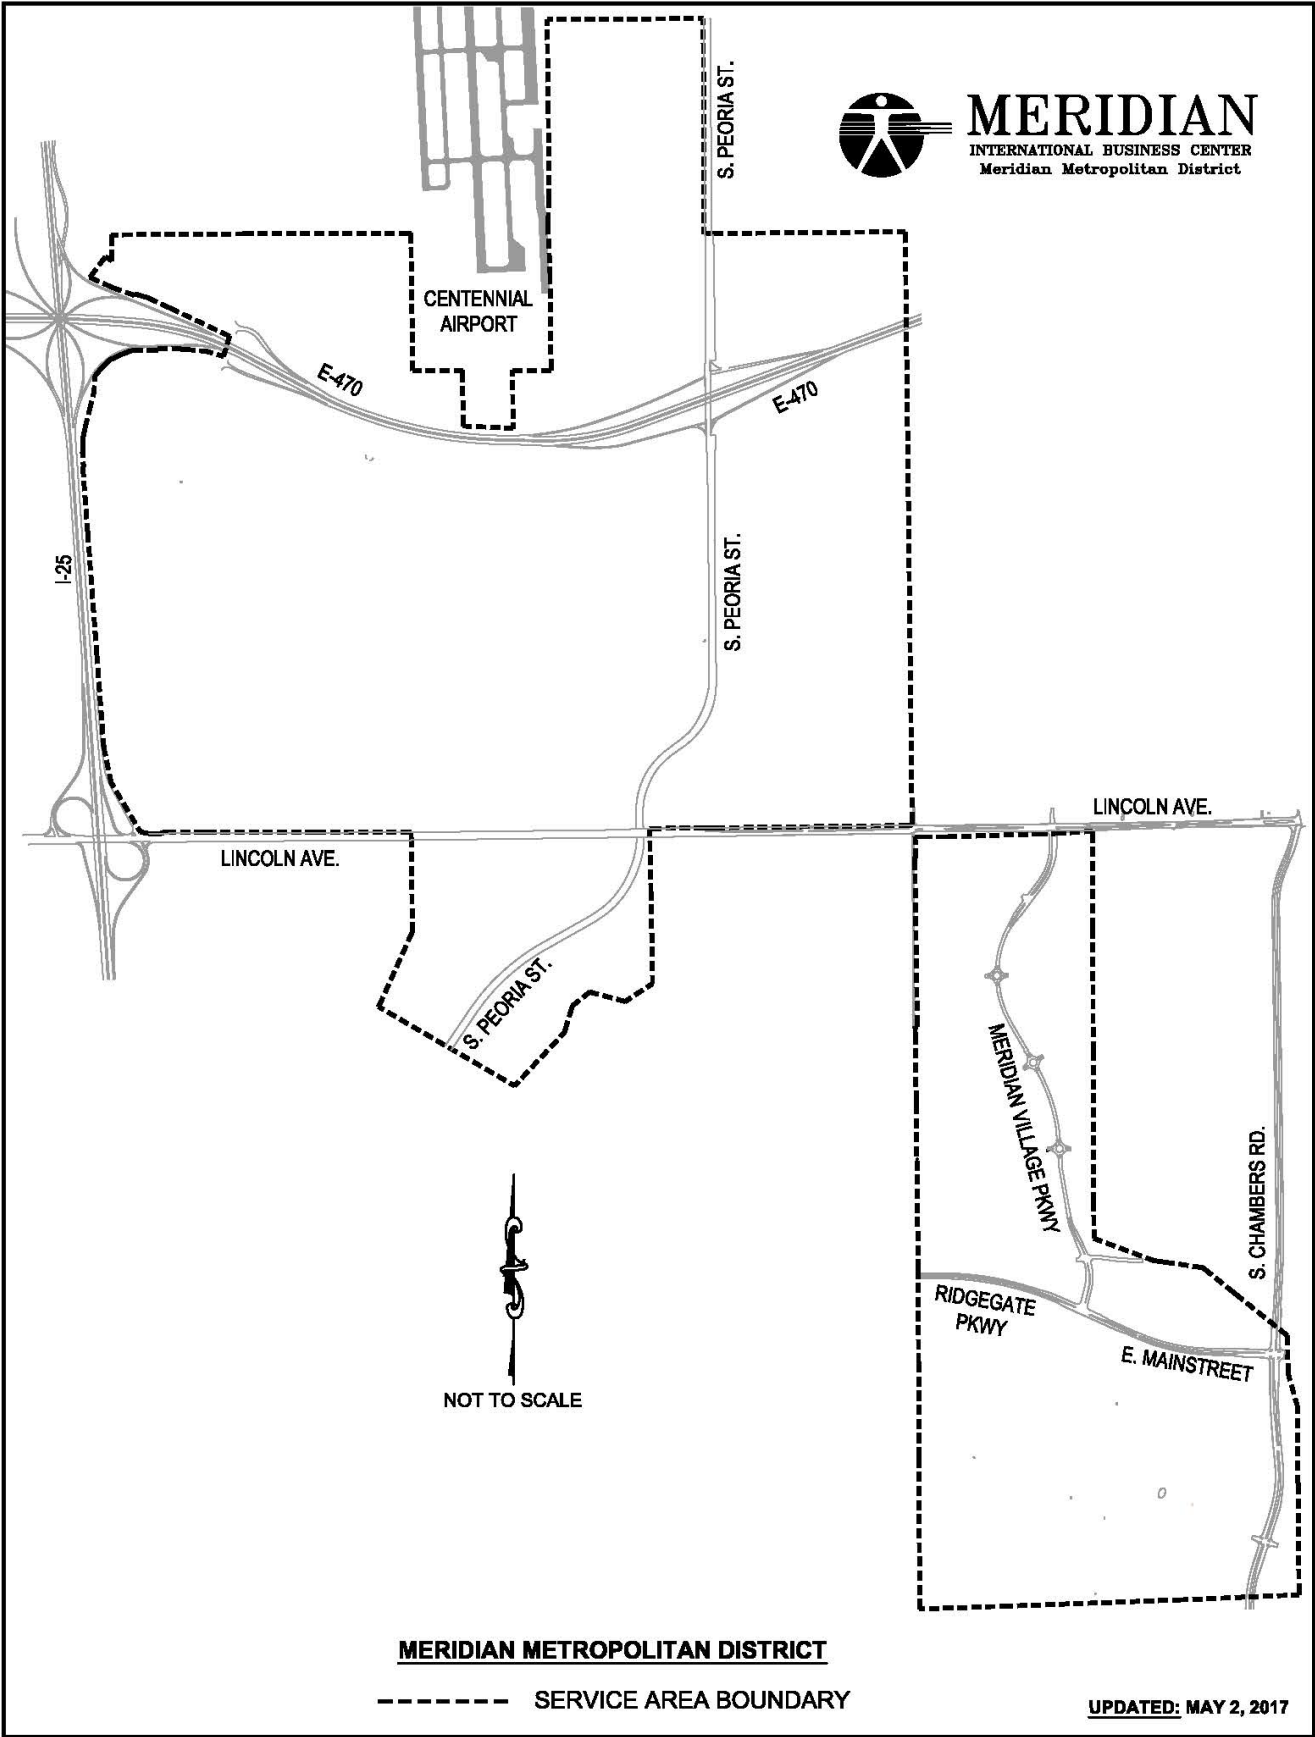 S. PEORIA ST.
MERIDIAN
INTERNATIONAL BUSINESS CENTER
Meridian Metropolitan District
CENTENNIAL
AIRPORT
E-470
E-470
I-25
S. PEORIA ST.
LINCOLN AVE.
LINCOLN AVE.
S. PEORIA ST.
MERIDIAN VILLAGE PKWY
S. CHAMBERS RD.
RIDGEGATE
PKWY
E. MAINSTREET
NOT TO SCALE
MERIDIAN METROPOLITAN DISTRICT
SERVICE AREA BOUNDARY
UPDATED: MAY 2, 2017